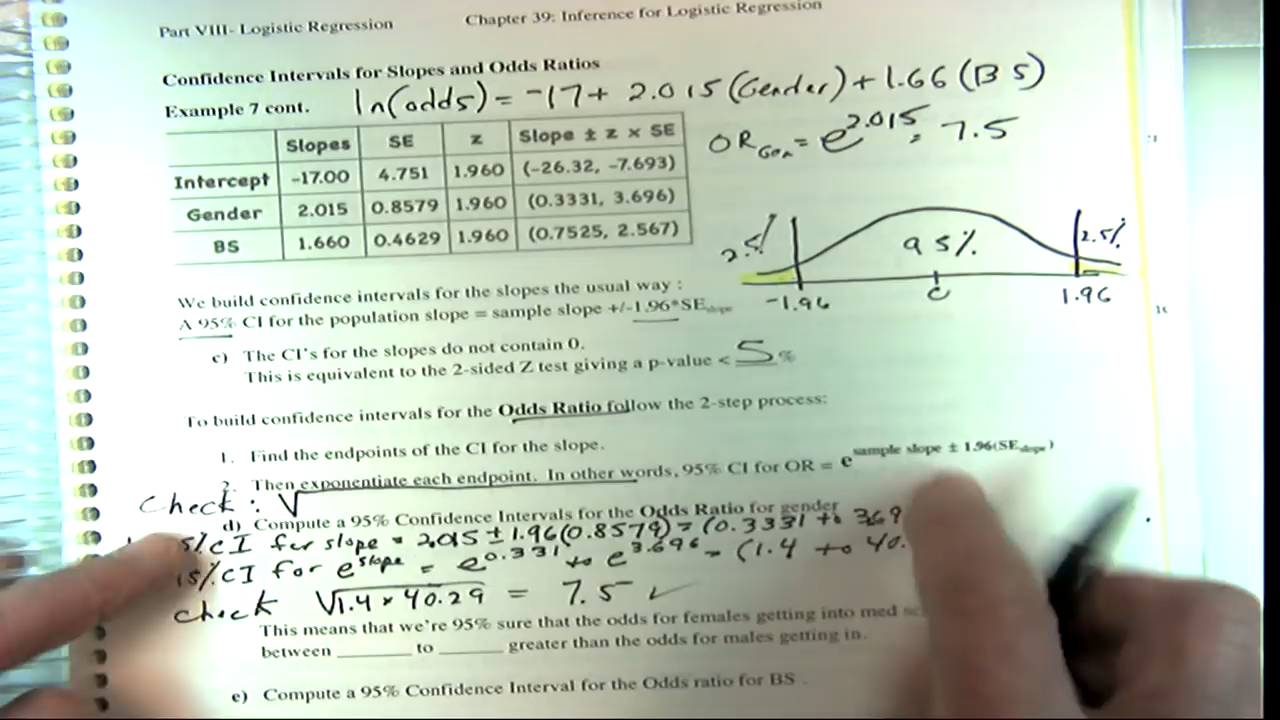 Part VIII- Logistic Regression Chapter 39: Inference for Logistic Regression
Confidence Intervals for Slopes and Odds Ratios
Example 7 cont. ln(odds) = -17 + 2.015 (Gender) + 1.66 (BS)
OR = e^2.015 = 7.5
Slopes SE z Slope ± z × SE
Intercept -17.00 4.751 1.960 (-26.32, -7.693)
Gender 2.015 0.8579 1.960 (0.3331, 3.696)
BS 1.660 0.4629 1.960 (0.7525, 2.567)
2.5% 95% 2.5%
-1.96 1.96
We build confidence intervals for the slopes the usual way :
A 95% CI for the population slope = sample slope +/-1.96*SEslope
c) The CI's for the slopes do not contain 0.
This is equivalent to the 2-sided Z test giving a p-value < 5 %
To build confidence intervals for the Odds Ratio follow the 2-step process:
1. Find the endpoints of the CI for the slope.
2. Then exponentiate each endpoint. In other words, 95% CI for OR = e^sample slope ± 1.96(SEslope)
Check: √
d) Compute a 95% Confidence Intervals for the Odds Ratio for gender
5% CI for slope = 2.015 ± 1.96(0.8579) = (0.3331 to 369
% CI for e^slope = e^0.331 to e^3.696 = (1.4 to 40.
check √1.4 × 40.29 = 7.5 ✓
This means that we're 95% sure that the odds for females getting into med
between ______ to ______ greater than the odds for males getting in.
e) Compute a 95% Confidence Interval for the Odds ratio for BS .